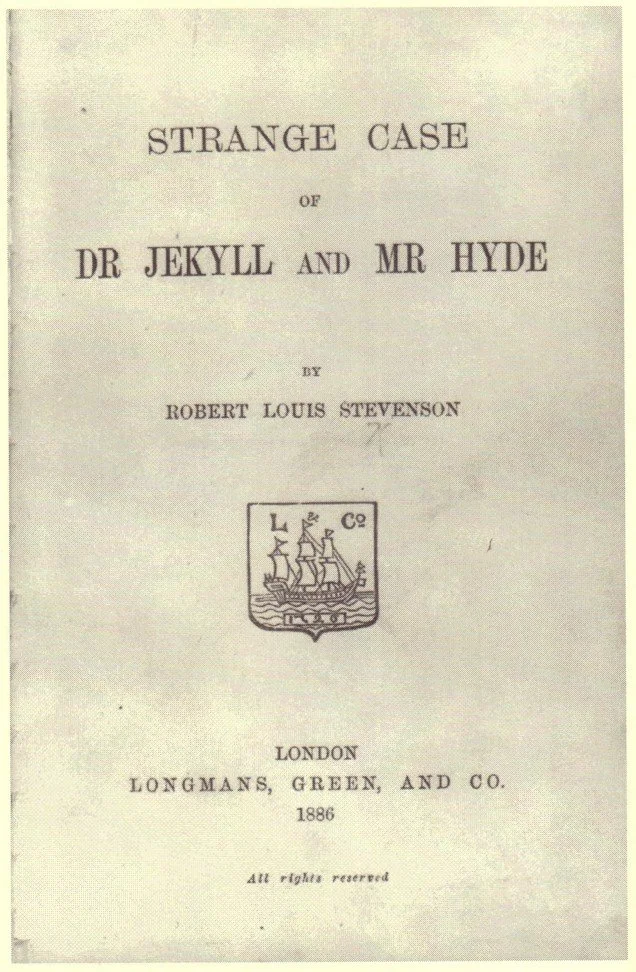 STRANGE CASE
OF
DR JEKYLL AND MR HYDE
BY
ROBERT LOUIS STEVENSON
L Co
LONDON
LONGMANS, GREEN, AND CO.
1886
All rights reserved